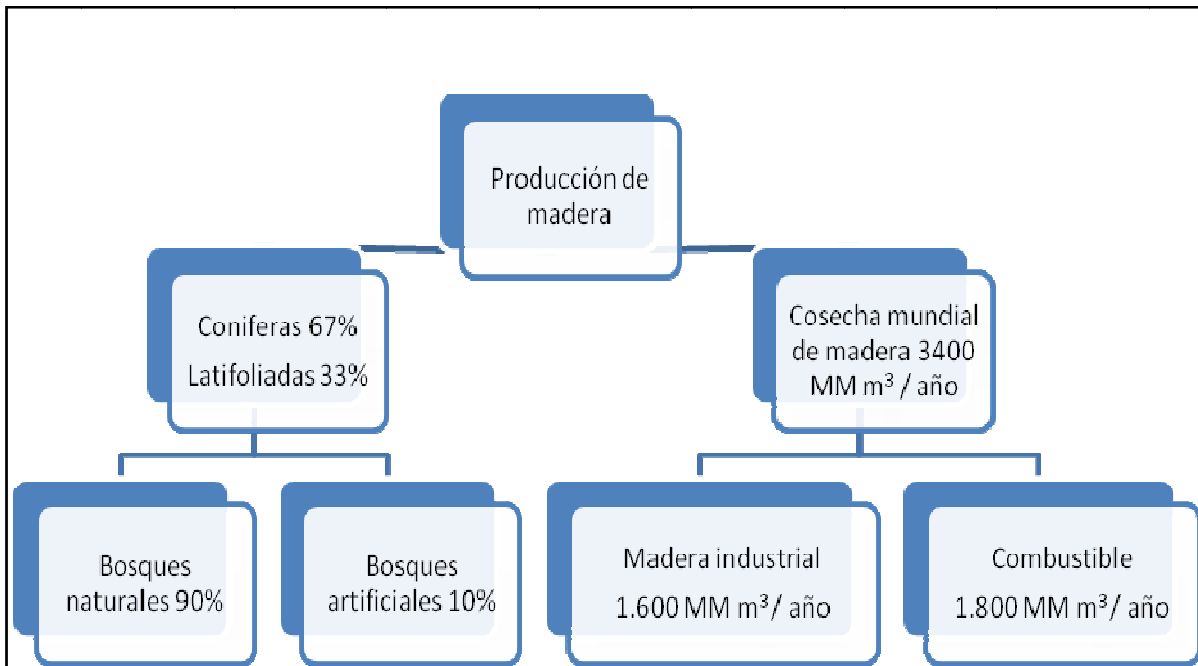 Producción de
madera
Coniferas 67%
Latifoliadas 33%
Cosecha mundial
de madera 3400
MM m³ / año
Bosques
naturales 90%
Bosques
artificiales 10%
Madera industrial
1.600 MM m³/ año
Combustible
1.800 MM m³/ año